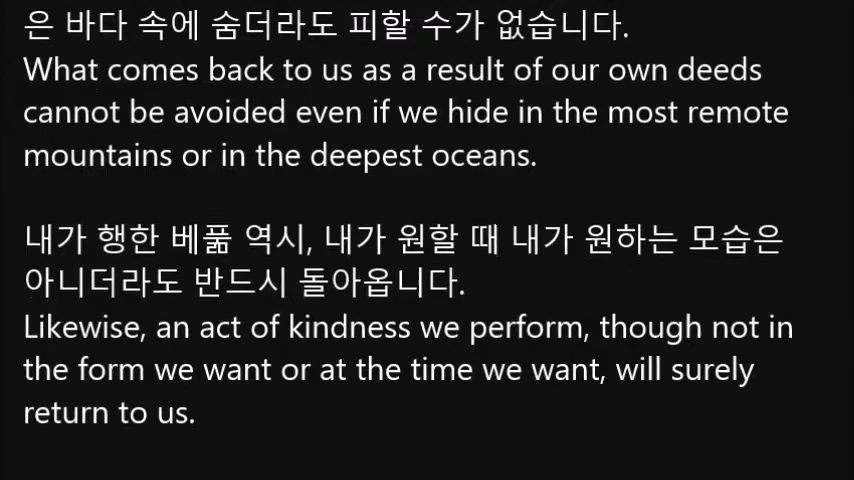 은 바다 속에 숨더라도 피할 수가 없습니다.
What comes back to us as a result of our own deeds
cannot be avoided even if we hide in the most remote
mountains or in the deepest oceans.
내가 행한 베풂 역시, 내가 원할 때 내가 원하는 모습은
아니더라도 반드시 돌아옵니다.
Likewise, an act of kindness we perform, though not in
the form we want or at the time we want, will surely
return to us.